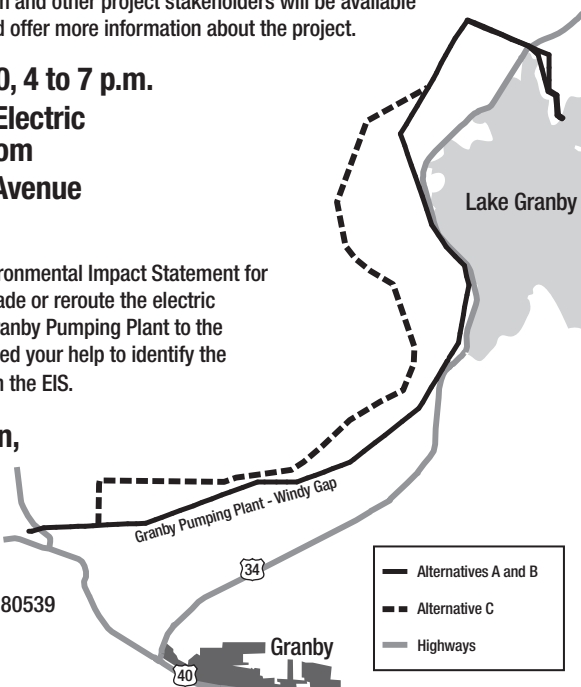 n and other project stakeholders will be available
d offer more information about the project.
0, 4 to 7 p.m.
Electric
om
Avenue
Lake Granby
ronmental Impact Statement for
ade or reroute the electric
ranby Pumping Plant to the
ed your help to identify the
n the EIS.
n,
Granby Pumping Plant - Windy Gap
34
80539
Granby
40
Alternatives A and B
Alternative C
Highways